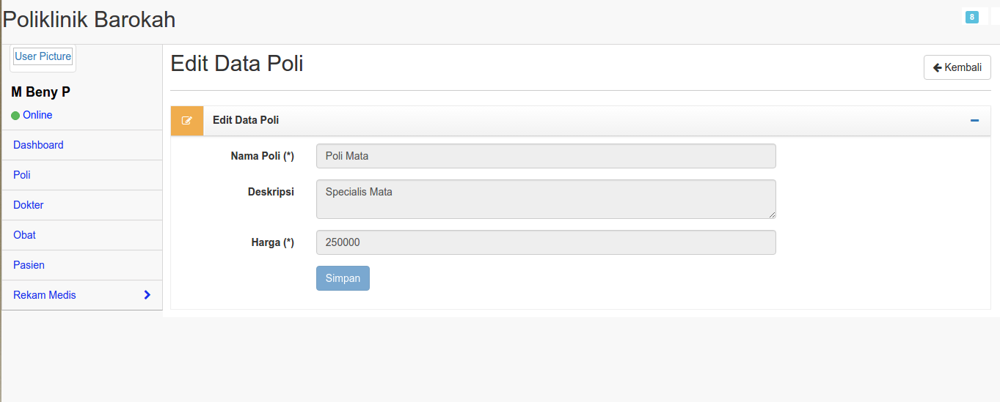 Poliklinik Barokah
8
User Picture
M Beny P
Online
Dashboard
Poli
Dokter
Obat
Pasien
Rekam Medis
Edit Data Poli
Kembali
Edit Data Poli
Nama Poli (*)
Poli Mata
Deskripsi
Specialis Mata
Harga (*)
250000
Simpan